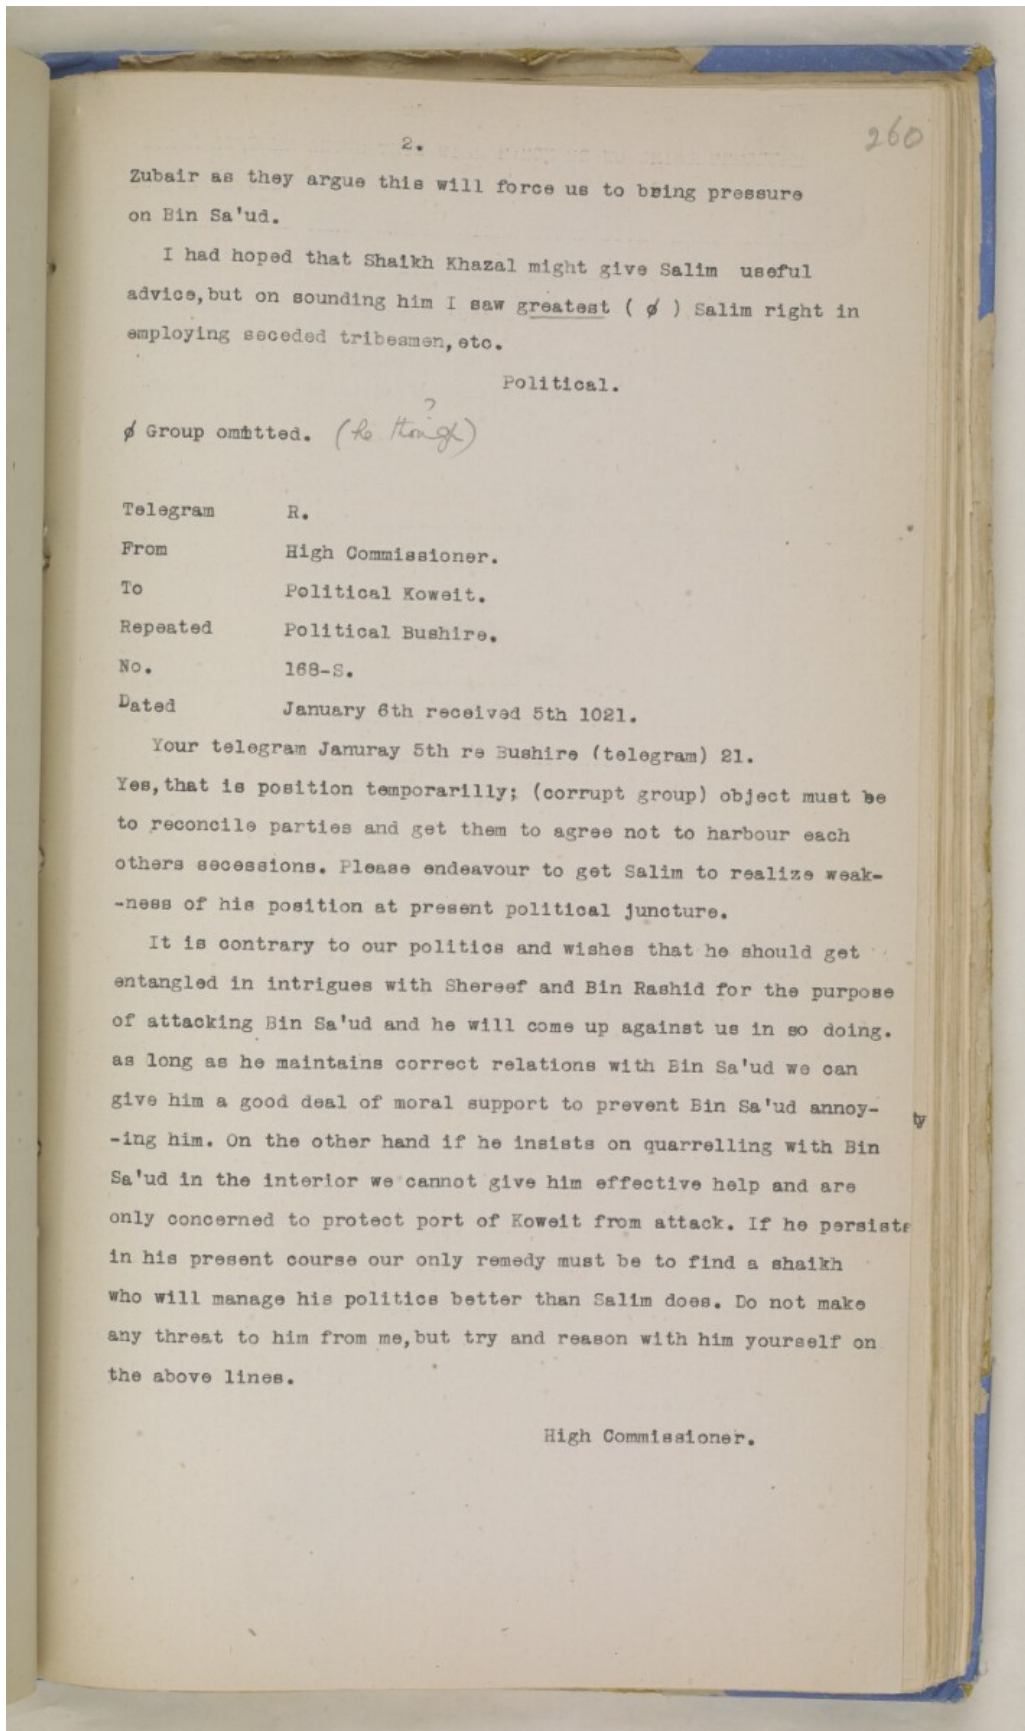 260
2.
Zubair as they argue this will force us to bring pressure
on Bin Sa'ud.
I had hoped that Shaikh Khazal might give Salim useful
advice, but on sounding him I saw greatest ( ø ) Salim right in
employing seceded tribesmen, etc.
Political.
?
ø Group omitted. (he though)
Telegram R.
From High Commissioner.
To Political Koweit.
Repeated Political Bushire.
No. 168-S.
Dated January 6th received 5th 1021.
Your telegram Januray 5th re Bushire (telegram) 21.
Yes, that is position temporarilly; (corrupt group) object must be
to reconcile parties and get them to agree not to harbour each
others secessions. Please endeavour to get Salim to realize weak-
-ness of his position at present political juncture.
It is contrary to our politics and wishes that he should get
entangled in intrigues with Shereef and Bin Rashid for the purpose
of attacking Bin Sa'ud and he will come up against us in so doing.
as long as he maintains correct relations with Bin Sa'ud we can
give him a good deal of moral support to prevent Bin Sa'ud annoy-
-ing him. On the other hand if he insists on quarrelling with Bin
Sa'ud in the interior we cannot give him effective help and are
only concerned to protect port of Koweit from attack. If he persists
in his present course our only remedy must be to find a shaikh
who will manage his politics better than Salim does. Do not make
any threat to him from me, but try and reason with him yourself on
the above lines.
High Commissioner.